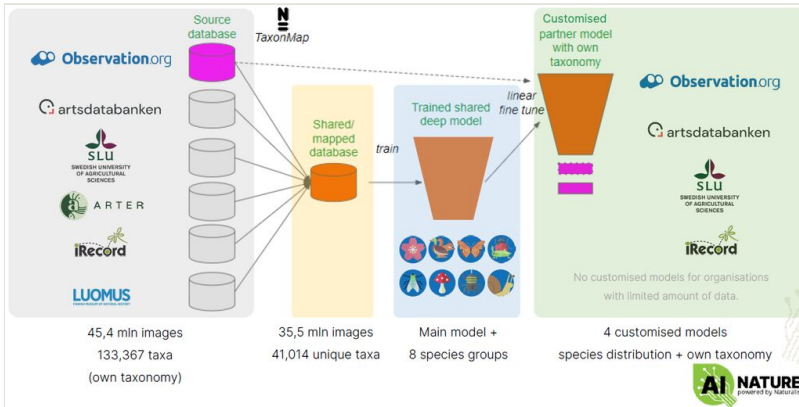 Source
database
N
TaxonMap
Customised
partner model
with own
taxonomy
Observation.org
artsdatabanken
SLU
SWEDISH UNIVERSITY
OF AGRICULTURAL
SCIENCES
ARTER
iRecord
LUOMUS
Shared/
mapped
database
train
Trained shared
deep model
linear
fine tune
Observation.org
artsdatabanken
SLU
SWEDISH UNIVERSITY
OF AGRICULTURAL
SCIENCES
iRecord
No customised models for organisations
with limited amount of data.
45,4 mln images
133,367 taxa
(own taxonomy)
35,5 mln images
41,014 unique taxa
Main model +
8 species groups
4 customised models
species distribution + own taxonomy
AI NATURE
powered by Naturalis